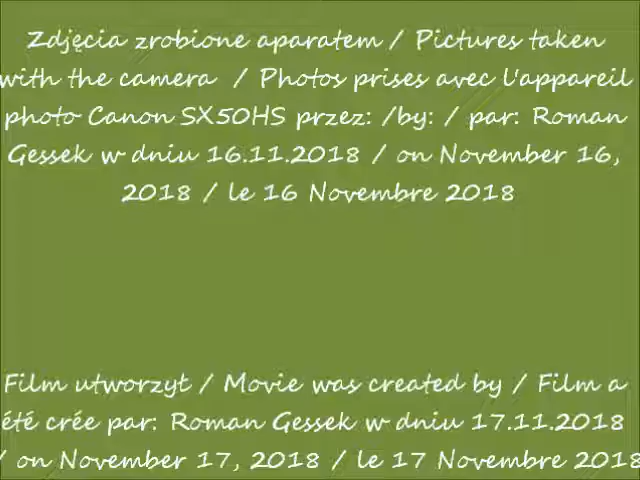 Zdjęcia zrobione aparatem / Pictures taken
with the camera / Photos prises avec l'appareil
photo Canon SX50HS przez: /by: / par: Roman
Gessek w dniu 16.11.2018 / on November 16,
2018 / le 16 Novembre 2018
Film utworzył / Movie was created by / Film a
été crée par: Roman Gessek w dniu 17.11.2018
/ on November 17, 2018 / le 17 Novembre 2018